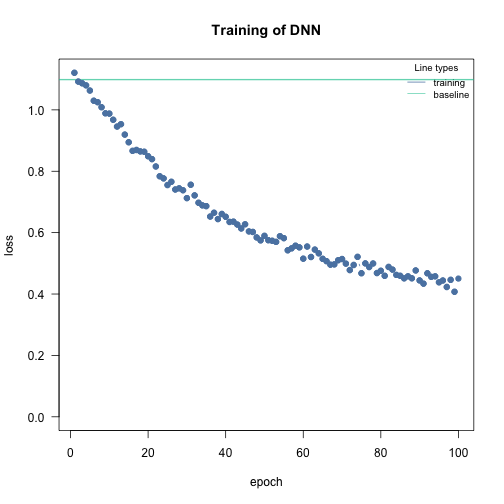 Training of DNN
Line types
training
baseline
1.0
0.8
0.6
0.4
0.2
0.0
loss
0 20 40 60 80 100
epoch